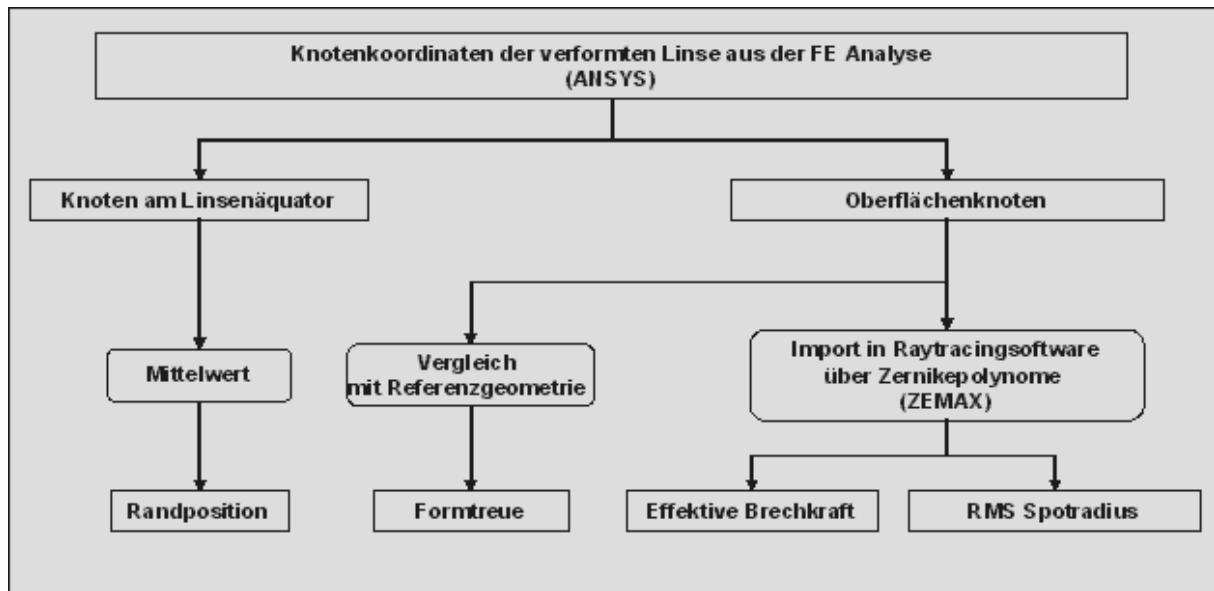 Knotenkoordinaten der verformten Linse aus der FE Analyse
(ANSYS)
Knoten am Linsenäquator
Oberflächenknoten
Mittelwert
Vergleich
mit Referenzgeometrie
Import in Raytracingsoftware
über Zernikepolynome
(ZEMAX)
Randposition
Formtreue
Effektive Brechkraft
RMS Spotradius